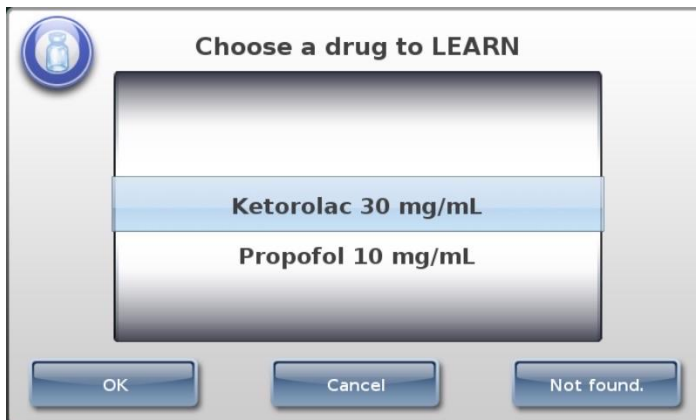 Choose a drug to LEARN
Ketorolac 30 mg/mL
Propofol 10 mg/mL
OK
Cancel
Not found.